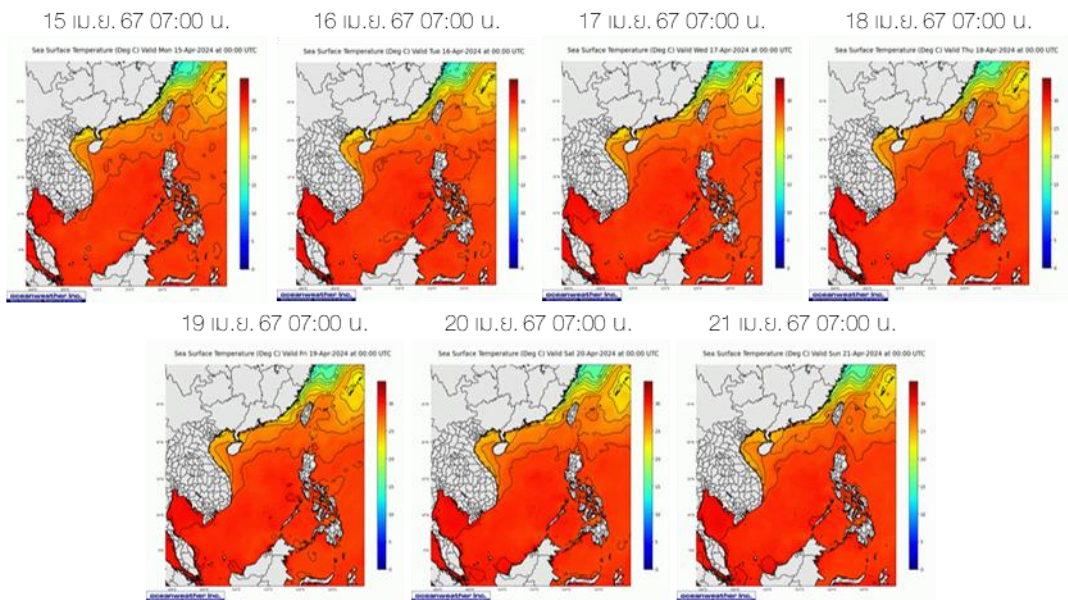 15 เม.ย. 67 07:00 น.
16 เม.ย. 67 07:00 น.
17 เม.ย. 67 07:00 น.
18 เม.ย. 67 07:00 น.
Sea Surface Temperature (Deg C) Valid Mon 15-Apr-2024 at 00:00 UTC
Sea Surface Temperature (Deg C) Valid Tue 16-Apr-2024 at 00:00 UTC
Sea Surface Temperature (Deg C) Valid Wed 17-Apr-2024 at 00:00 UTC
Sea Surface Temperature (Deg C) Valid Thu 18-Apr-2024 at 00:00 UTC
oceanweather inc.
oceanweather inc.
oceanweather inc.
oceanweather inc.
19 เม.ย. 67 07:00 น.
20 เม.ย. 67 07:00 น.
21 เม.ย. 67 07:00 น.
Sea Surface Temperature (Deg C) Valid Fri 19-Apr-2024 at 00:00 UTC
Sea Surface Temperature (Deg C) Valid Sat 20-Apr-2024 at 00:00 UTC
Sea Surface Temperature (Deg C) Valid Sun 21-Apr-2024 at 00:00 UTC
oceanweather inc.
oceanweather inc.
oceanweather inc.